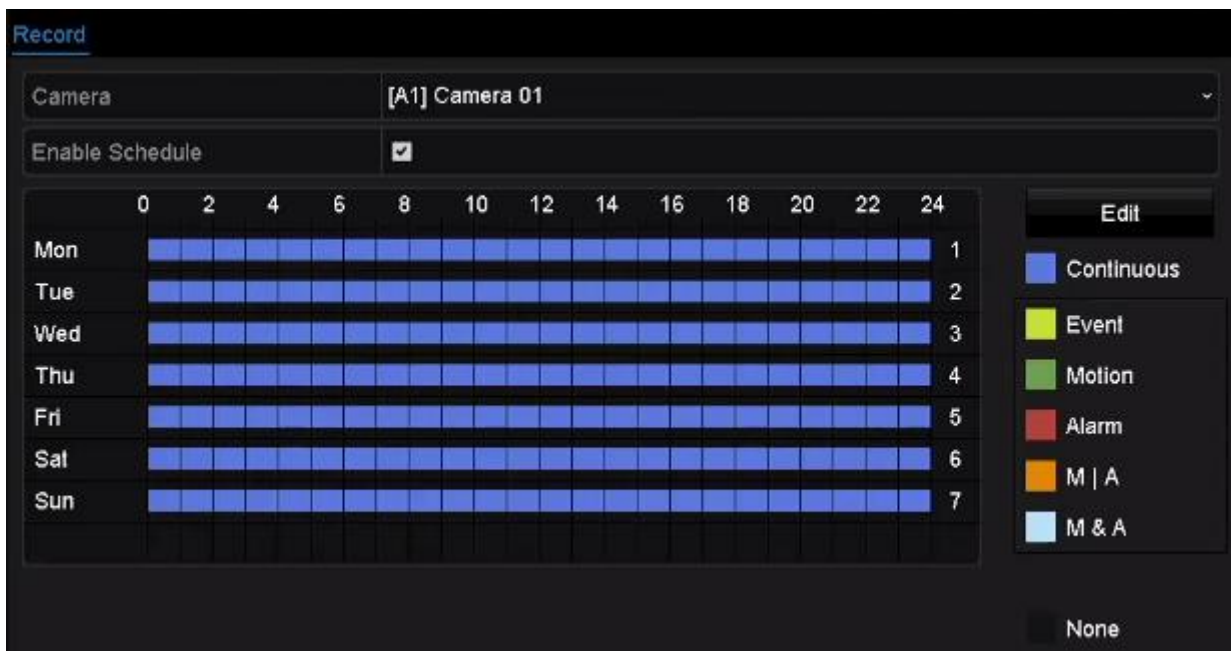 Record
Camera [A1] Camera 01
Enable Schedule
0 2 4 6 8 10 12 14 16 18 20 22 24
Edit
Mon 1
Continuous
Tue 2
Event
Wed 3
Thu 4
Motion
Fri 5
Alarm
Sat 6
M | A
Sun 7
M & A
None